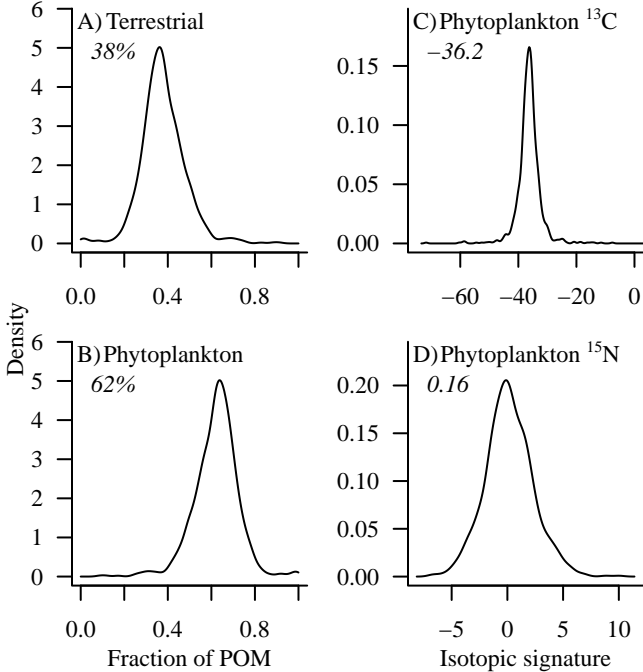 A) Terrestrial
38%
6
5
4
3
2
1
0
0.0 0.4 0.8
C) Phytoplankton ¹³C
−36.2
0.15
0.10
0.05
0.00
−60 −40 −20 0
Density
B) Phytoplankton
62%
6
5
4
3
2
1
0
0.0 0.4 0.8
Fraction of POM
D) Phytoplankton ¹⁵N
0.16
0.20
0.15
0.10
0.05
0.00
−5 0 5 10
Isotopic signature